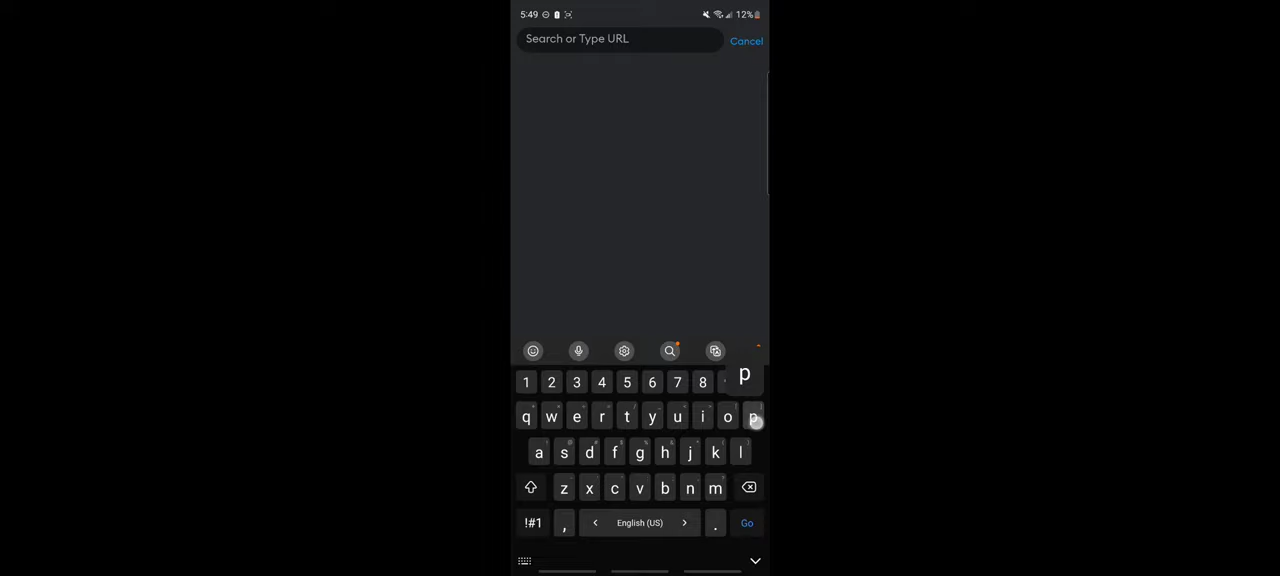 5:49 12%
Search or Type URL Cancel
p
1 2 3 4 5 6 7 8
q w e r t y u i o p
a s d f g h j k l
z x c v b n m
!#1 , < English (US) > . Go